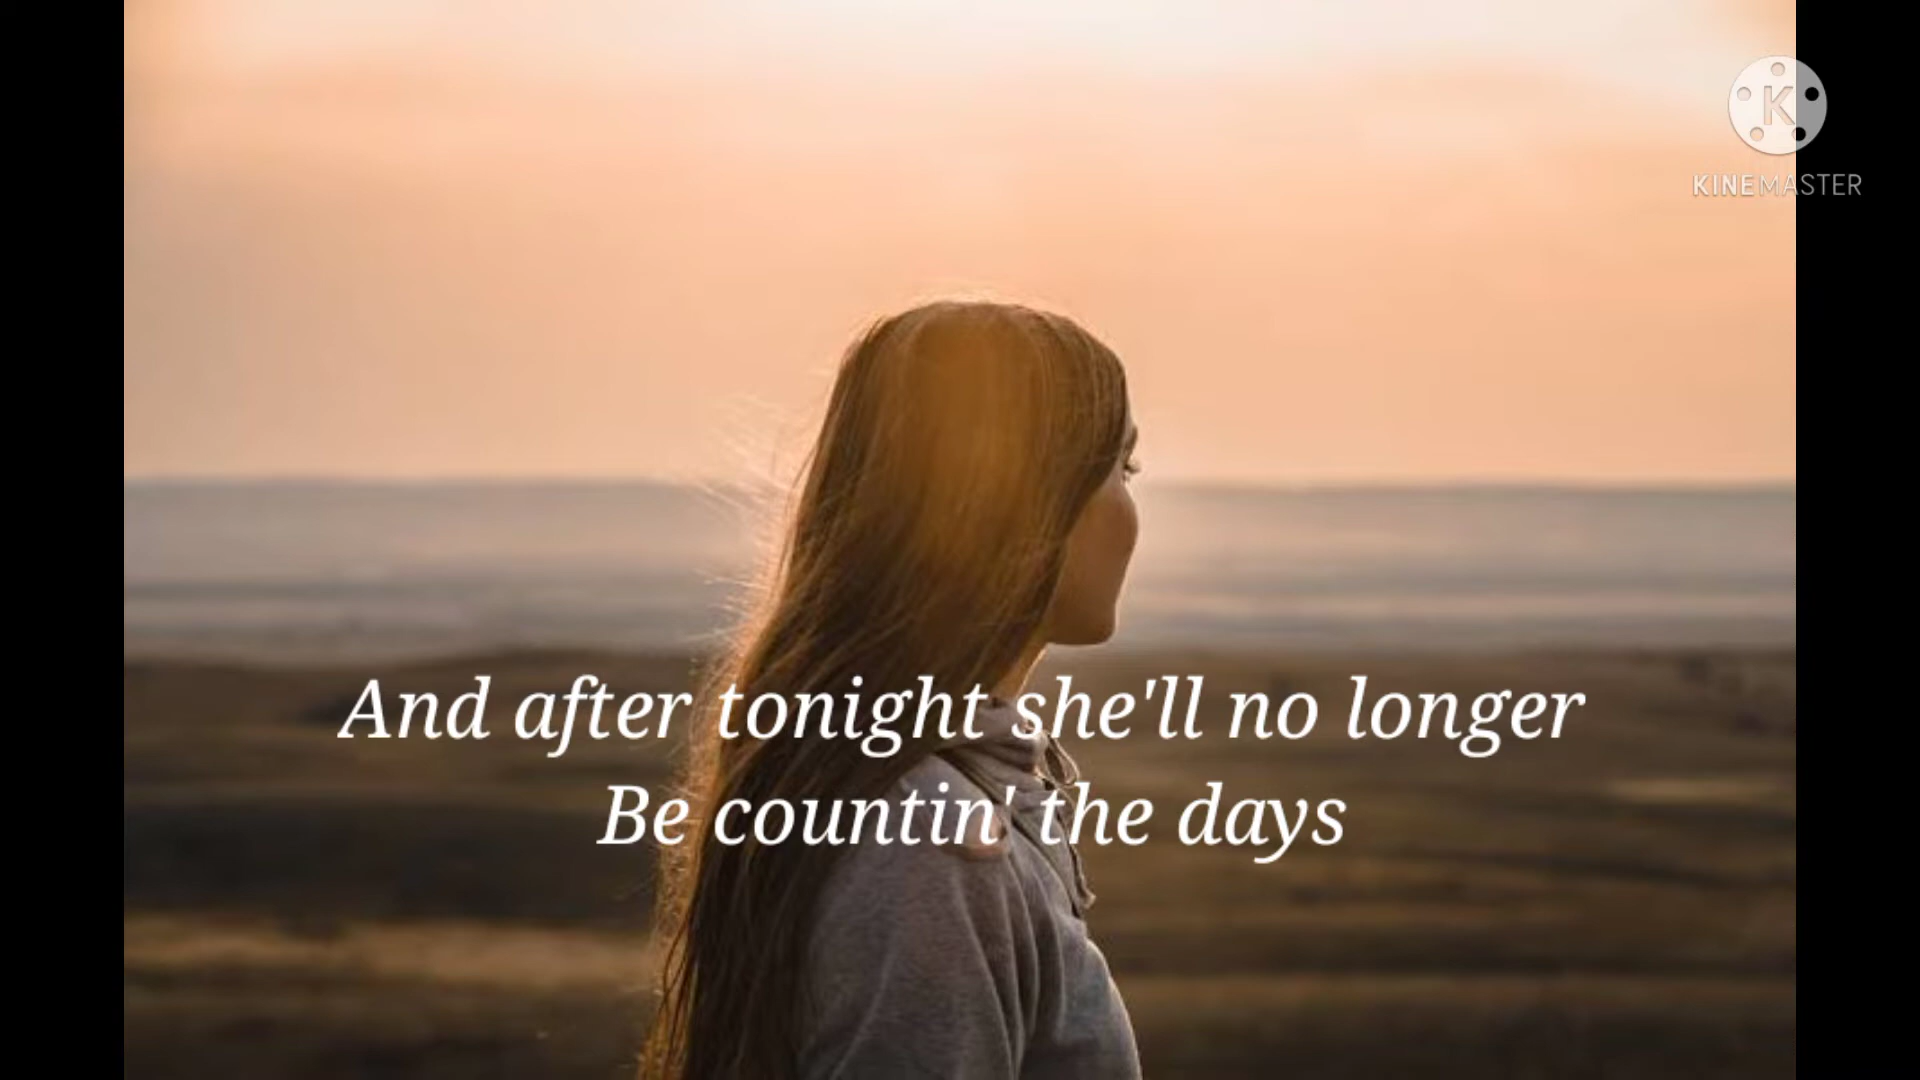 K
KINEMASTER
And after tonight she'll no longer
Be countin' the days